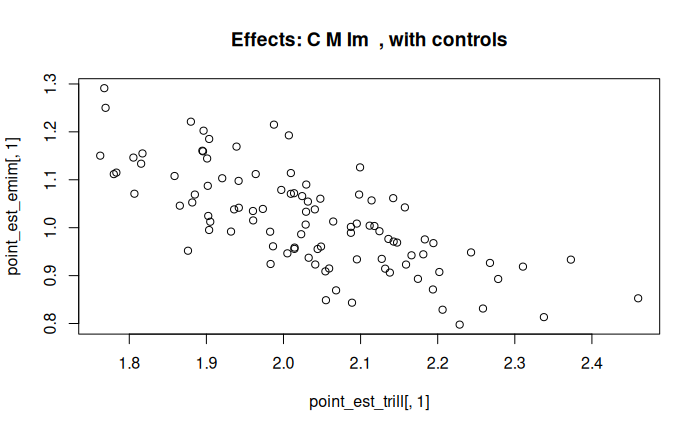 Effects: C M Im , with controls
1.3
1.2
1.1
1.0
0.9
0.8
point_est_emim[, 1]
1.8 1.9 2.0 2.1 2.2 2.3 2.4
point_est_trill[, 1]